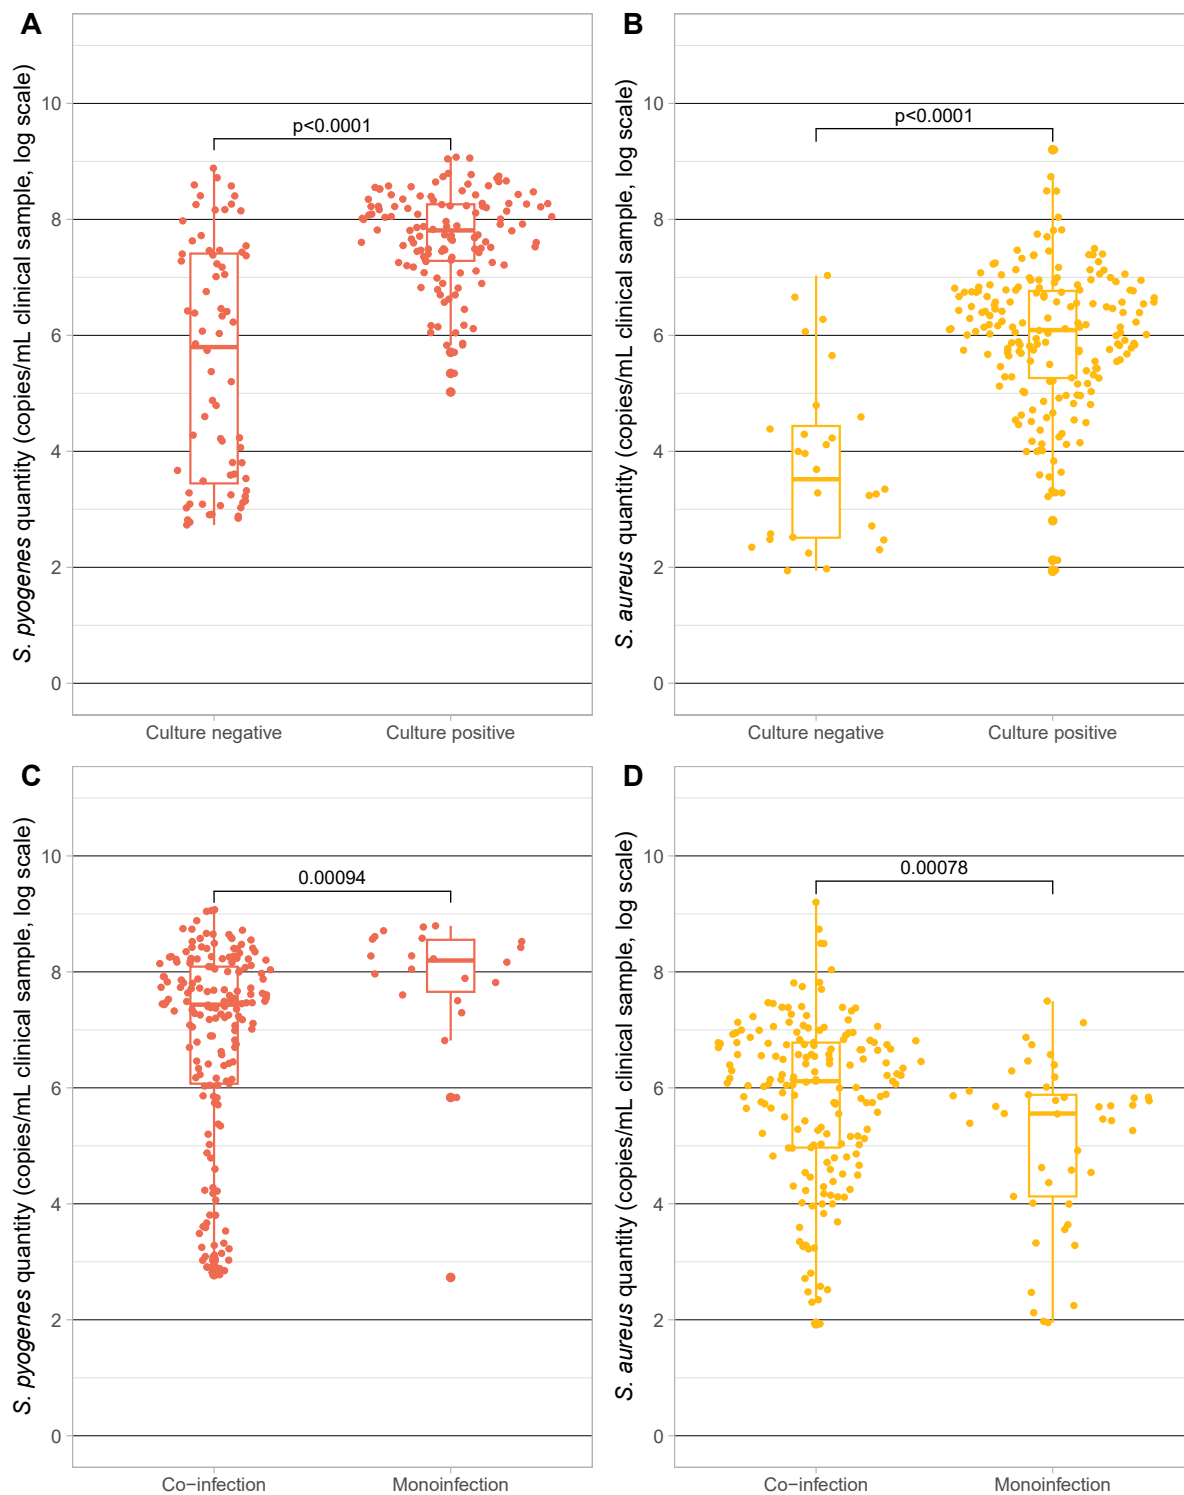 A
B
S. pyogenes quantity (copies/mL clinical sample, log scale)
10
8
6
4
2
0
p<0.0001
Culture negative
Culture positive
S. aureus quantity (copies/mL clinical sample, log scale)
10
8
6
4
2
0
p<0.0001
Culture negative
Culture positive
C
D
S. pyogenes quantity (copies/mL clinical sample, log scale)
10
8
6
4
2
0
0.00094
Co−infection
Monoinfection
S. aureus quantity (copies/mL clinical sample, log scale)
10
8
6
4
2
0
0.00078
Co−infection
Monoinfection